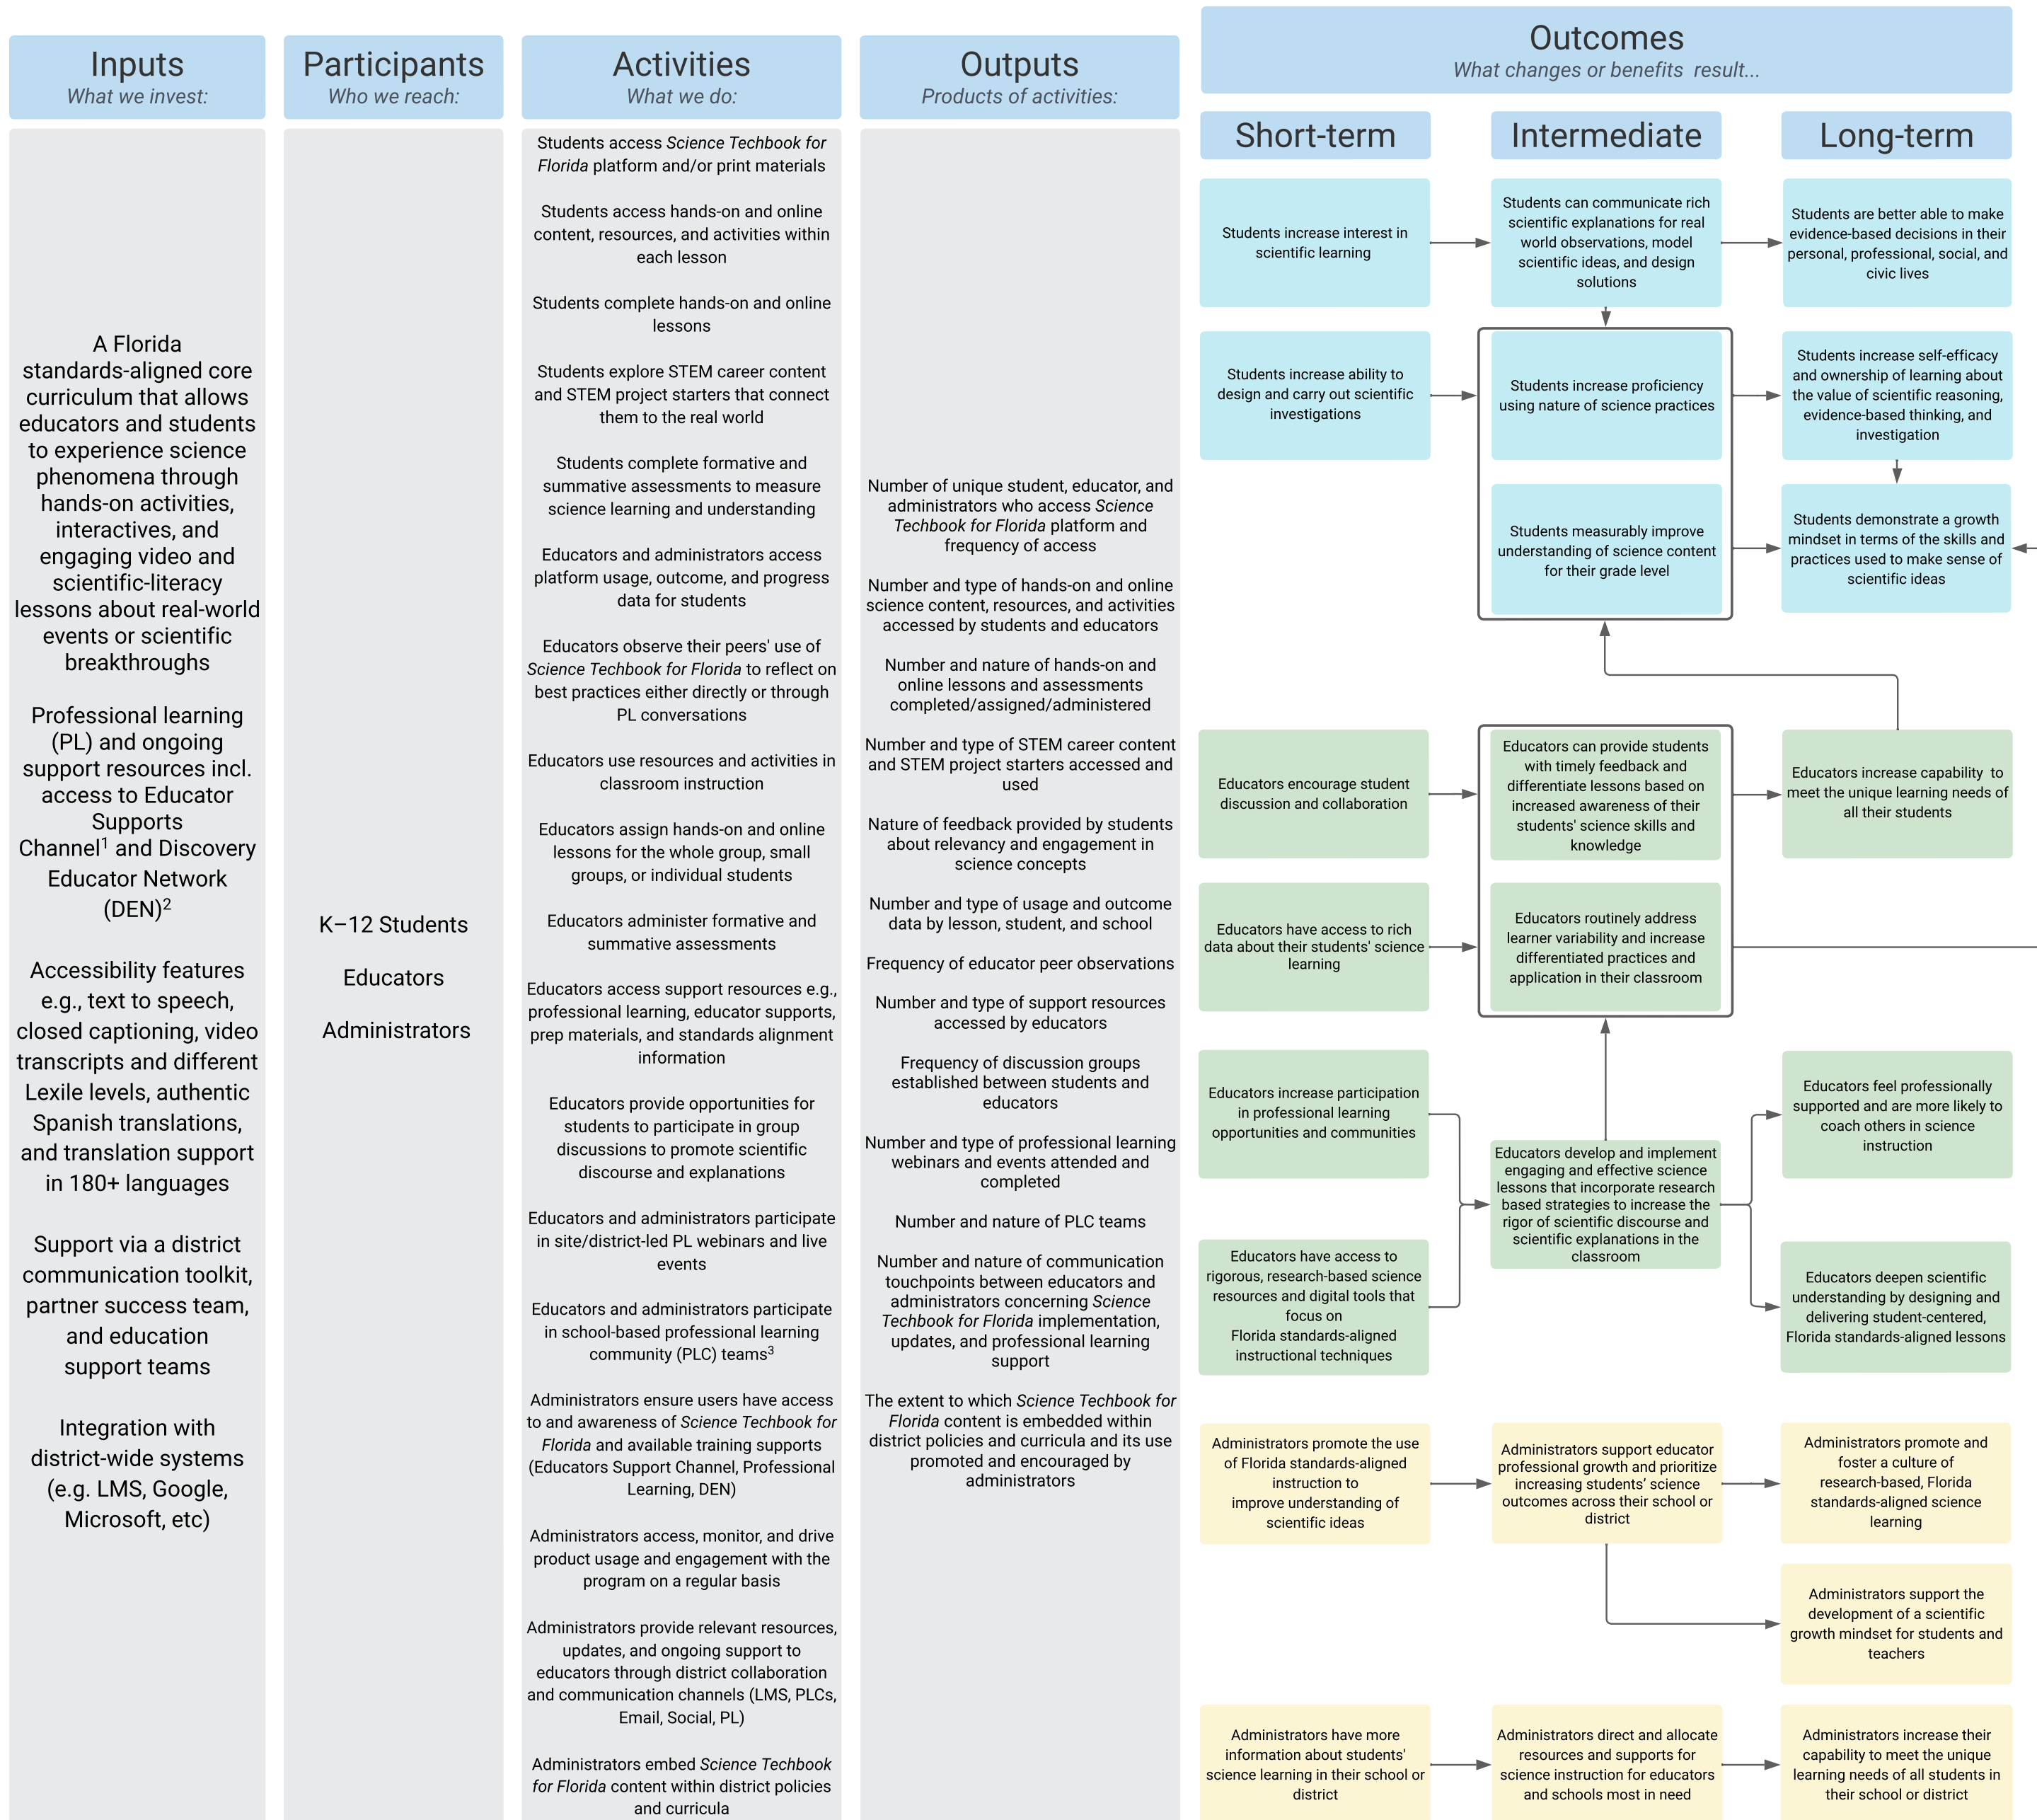 Inputs
What we invest:
A Florida
standards-aligned core
curriculum that allows
educators and students
to experience science
phenomena through
hands-on activities,
interactives, and
engaging video and
scientific-literacy
lessons about real-world
events or scientific
breakthroughs
Professional learning
(PL) and ongoing
support resources incl.
access to Educator
Supports
Channel¹ and Discovery
Educator Network
(DEN)²
Accessibility features
e.g., text to speech,
closed captioning, video
transcripts and different
Lexile levels, authentic
Spanish translations,
and translation support
in 180+ languages
Support via a district
communication toolkit,
partner success team,
and education
support teams
Integration with
district-wide systems
(e.g. LMS, Google,
Microsoft, etc)
Participants
Who we reach:
K–12 Students
Educators
Administrators
Activities
What we do:
Students access Science Techbook for
Florida platform and/or print materials
Students access hands-on and online
content, resources, and activities within
each lesson
Students complete hands-on and online
lessons
Students explore STEM career content
and STEM project starters that connect
them to the real world
Students complete formative and
summative assessments to measure
science learning and understanding
Educators and administrators access
platform usage, outcome, and progress
data for students
Educators observe their peers' use of
Science Techbook for Florida to reflect on
best practices either directly or through
PL conversations
Educators use resources and activities in
classroom instruction
Educators assign hands-on and online
lessons for the whole group, small
groups, or individual students
Educators administer formative and
summative assessments
Educators access support resources e.g.,
professional learning, educator supports,
prep materials, and standards alignment
information
Educators provide opportunities for
students to participate in group
discussions to promote scientific
discourse and explanations
Educators and administrators participate
in site/district-led PL webinars and live
events
Educators and administrators participate
in school-based professional learning
community (PLC) teams³
Administrators ensure users have access
to and awareness of Science Techbook for
Florida and available training supports
(Educators Support Channel, Professional
Learning, DEN)
Administrators access, monitor, and drive
product usage and engagement with the
program on a regular basis
Administrators provide relevant resources,
updates, and ongoing support to
educators through district collaboration
and communication channels (LMS, PLCs,
Email, Social, PL)
Administrators embed Science Techbook
for Florida content within district policies
and curricula
Outputs
Products of activities:
Number of unique student, educator, and
administrators who access Science
Techbook for Florida platform and
frequency of access
Number and type of hands-on and online
science content, resources, and activities
accessed by students and educators
Number and nature of hands-on and
online lessons and assessments
completed/assigned/administered
Number and type of STEM career content
and STEM project starters accessed and
used
Nature of feedback provided by students
about relevancy and engagement in
science concepts
Number and type of usage and outcome
data by lesson, student, and school
Frequency of educator peer observations
Number and type of support resources
accessed by educators
Frequency of discussion groups
established between students and
educators
Number and type of professional learning
webinars and events attended and
completed
Number and nature of PLC teams
Number and nature of communication
touchpoints between educators and
administrators concerning Science
Techbook for Florida implementation,
updates, and professional learning
support
The extent to which Science Techbook for
Florida content is embedded within
district policies and curricula and its use
promoted and encouraged by
administrators
Outcomes
What changes or benefits result...
Short-term
Intermediate
Long-term
Students increase interest in
scientific learning
Students can communicate rich
scientific explanations for real
world observations, model
scientific ideas, and design
solutions
Students are better able to make
evidence-based decisions in their
personal, professional, social, and
civic lives
Students increase ability to
design and carry out scientific
investigations
Students increase proficiency
using nature of science practices
Students increase self-efficacy
and ownership of learning about
the value of scientific reasoning,
evidence-based thinking, and
investigation
Students measurably improve
understanding of science content
for their grade level
Students demonstrate a growth
mindset in terms of the skills and
practices used to make sense of
scientific ideas
Educators encourage student
discussion and collaboration
Educators can provide students
with timely feedback and
differentiate lessons based on
increased awareness of their
students' science skills and
knowledge
Educators increase capability to
meet the unique learning needs of
all their students
Educators have access to rich
data about their students' science
learning
Educators routinely address
learner variability and increase
differentiated practices and
application in their classroom
Educators increase participation
in professional learning
opportunities and communities
Educators have access to
rigorous, research-based science
resources and digital tools that
focus on
Florida standards-aligned
instructional techniques
Educators develop and implement
engaging and effective science
lessons that incorporate research
based strategies to increase the
rigor of scientific discourse and
scientific explanations in the
classroom
Educators feel professionally
supported and are more likely to
coach others in science
instruction
Educators deepen scientific
understanding by designing and
delivering student-centered,
Florida standards-aligned lessons
Administrators promote the use
of Florida standards-aligned
instruction to
improve understanding of
scientific ideas
Administrators support educator
professional growth and prioritize
increasing students’ science
outcomes across their school or
district
Administrators promote and
foster a culture of
research-based, Florida
standards-aligned science
learning
Administrators support the
development of a scientific
growth mindset for students and
teachers
Administrators have more
information about students'
science learning in their school or
district
Administrators direct and allocate
resources and supports for
science instruction for educators
and schools most in need
Administrators increase their
capability to meet the unique
learning needs of all students in
their school or district